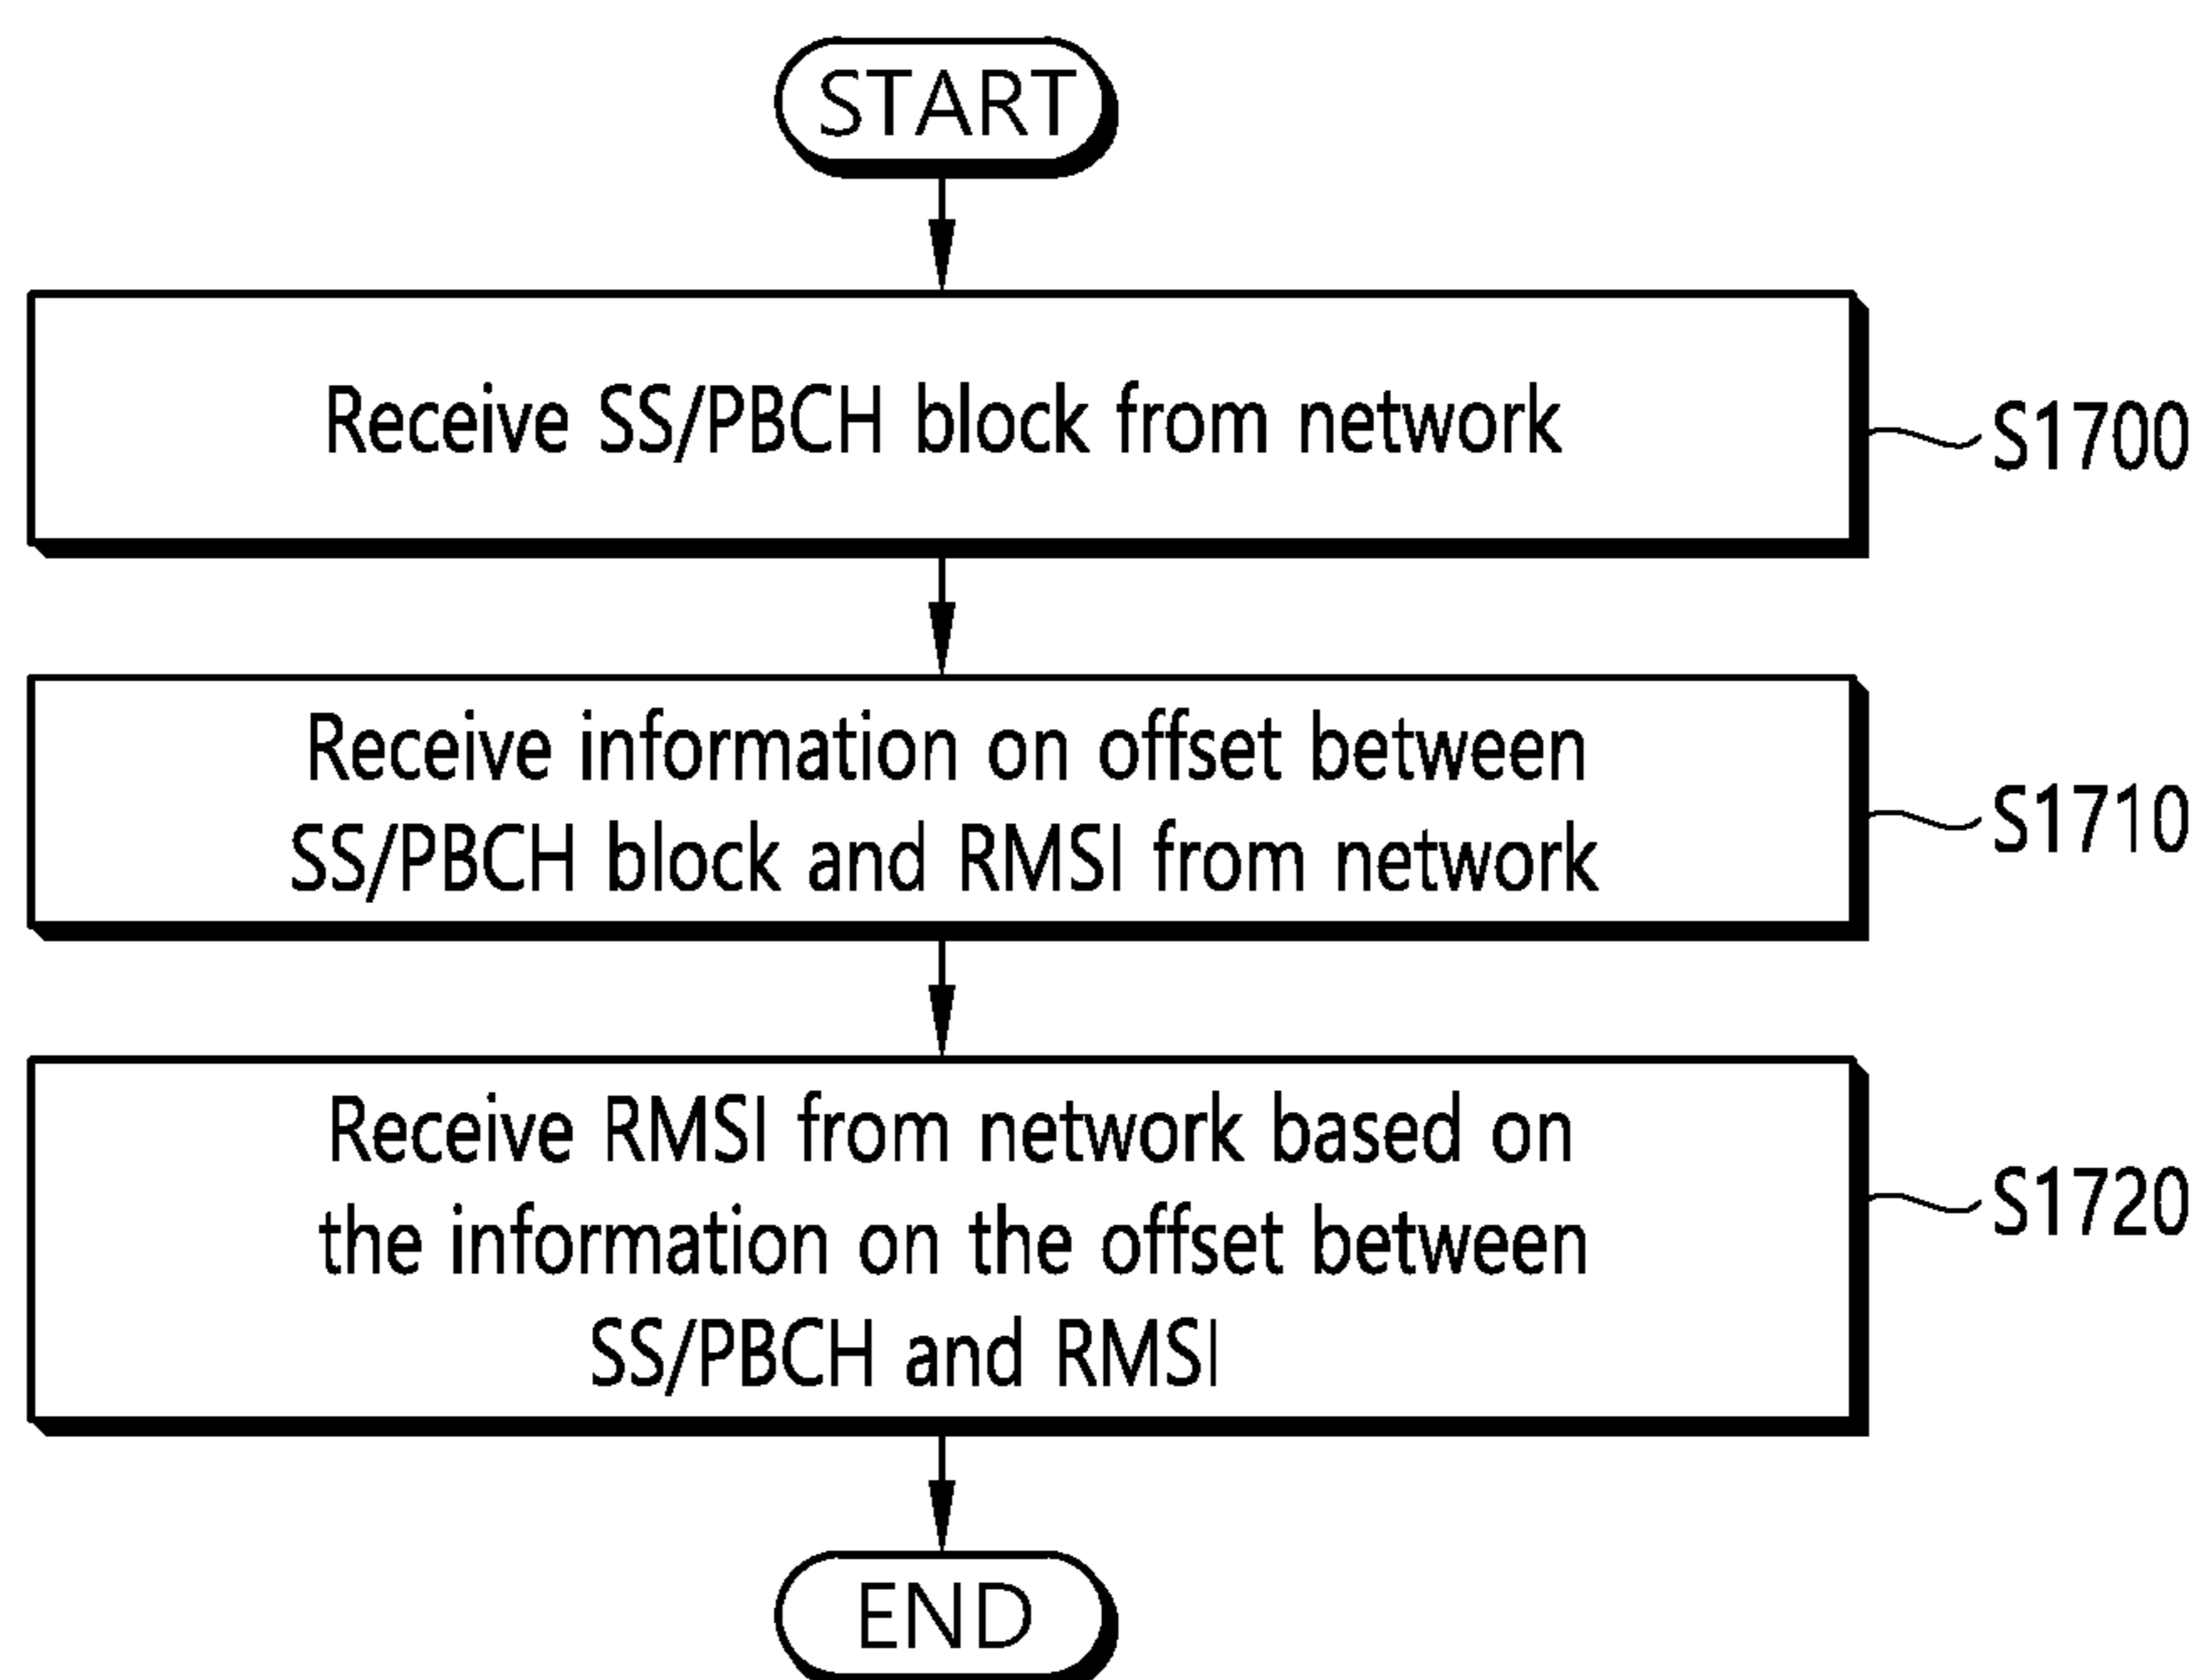 START
Receive SS/PBCH block from network
S1700
Receive information on offset between
SS/PBCH block and RMSI from network
S1710
Receive RMSI from network based on
the information on the offset between
SS/PBCH and RMSI
S1720
END